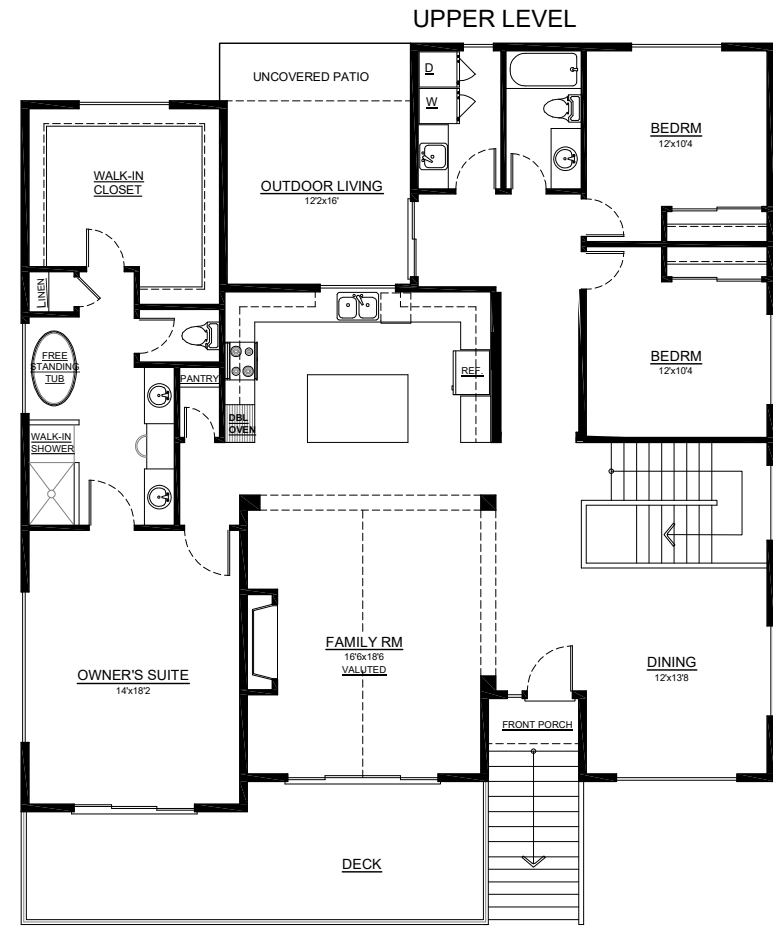 UPPER LEVEL
UNCOVERED PATIO
D
W
BEDRM
12'x10'4
WALK-IN
CLOSET
OUTDOOR LIVING
12'2x16'
LINEN
FREE
STANDING
TUB
PANTRY
REF.
BEDRM
12'x10'4
DBL
OVEN
WALK-IN
SHOWER
FAMILY RM
16'6x18'6
VALUTED
OWNER'S SUITE
14'x18'2
DINING
12'x13'8
FRONT PORCH
DECK